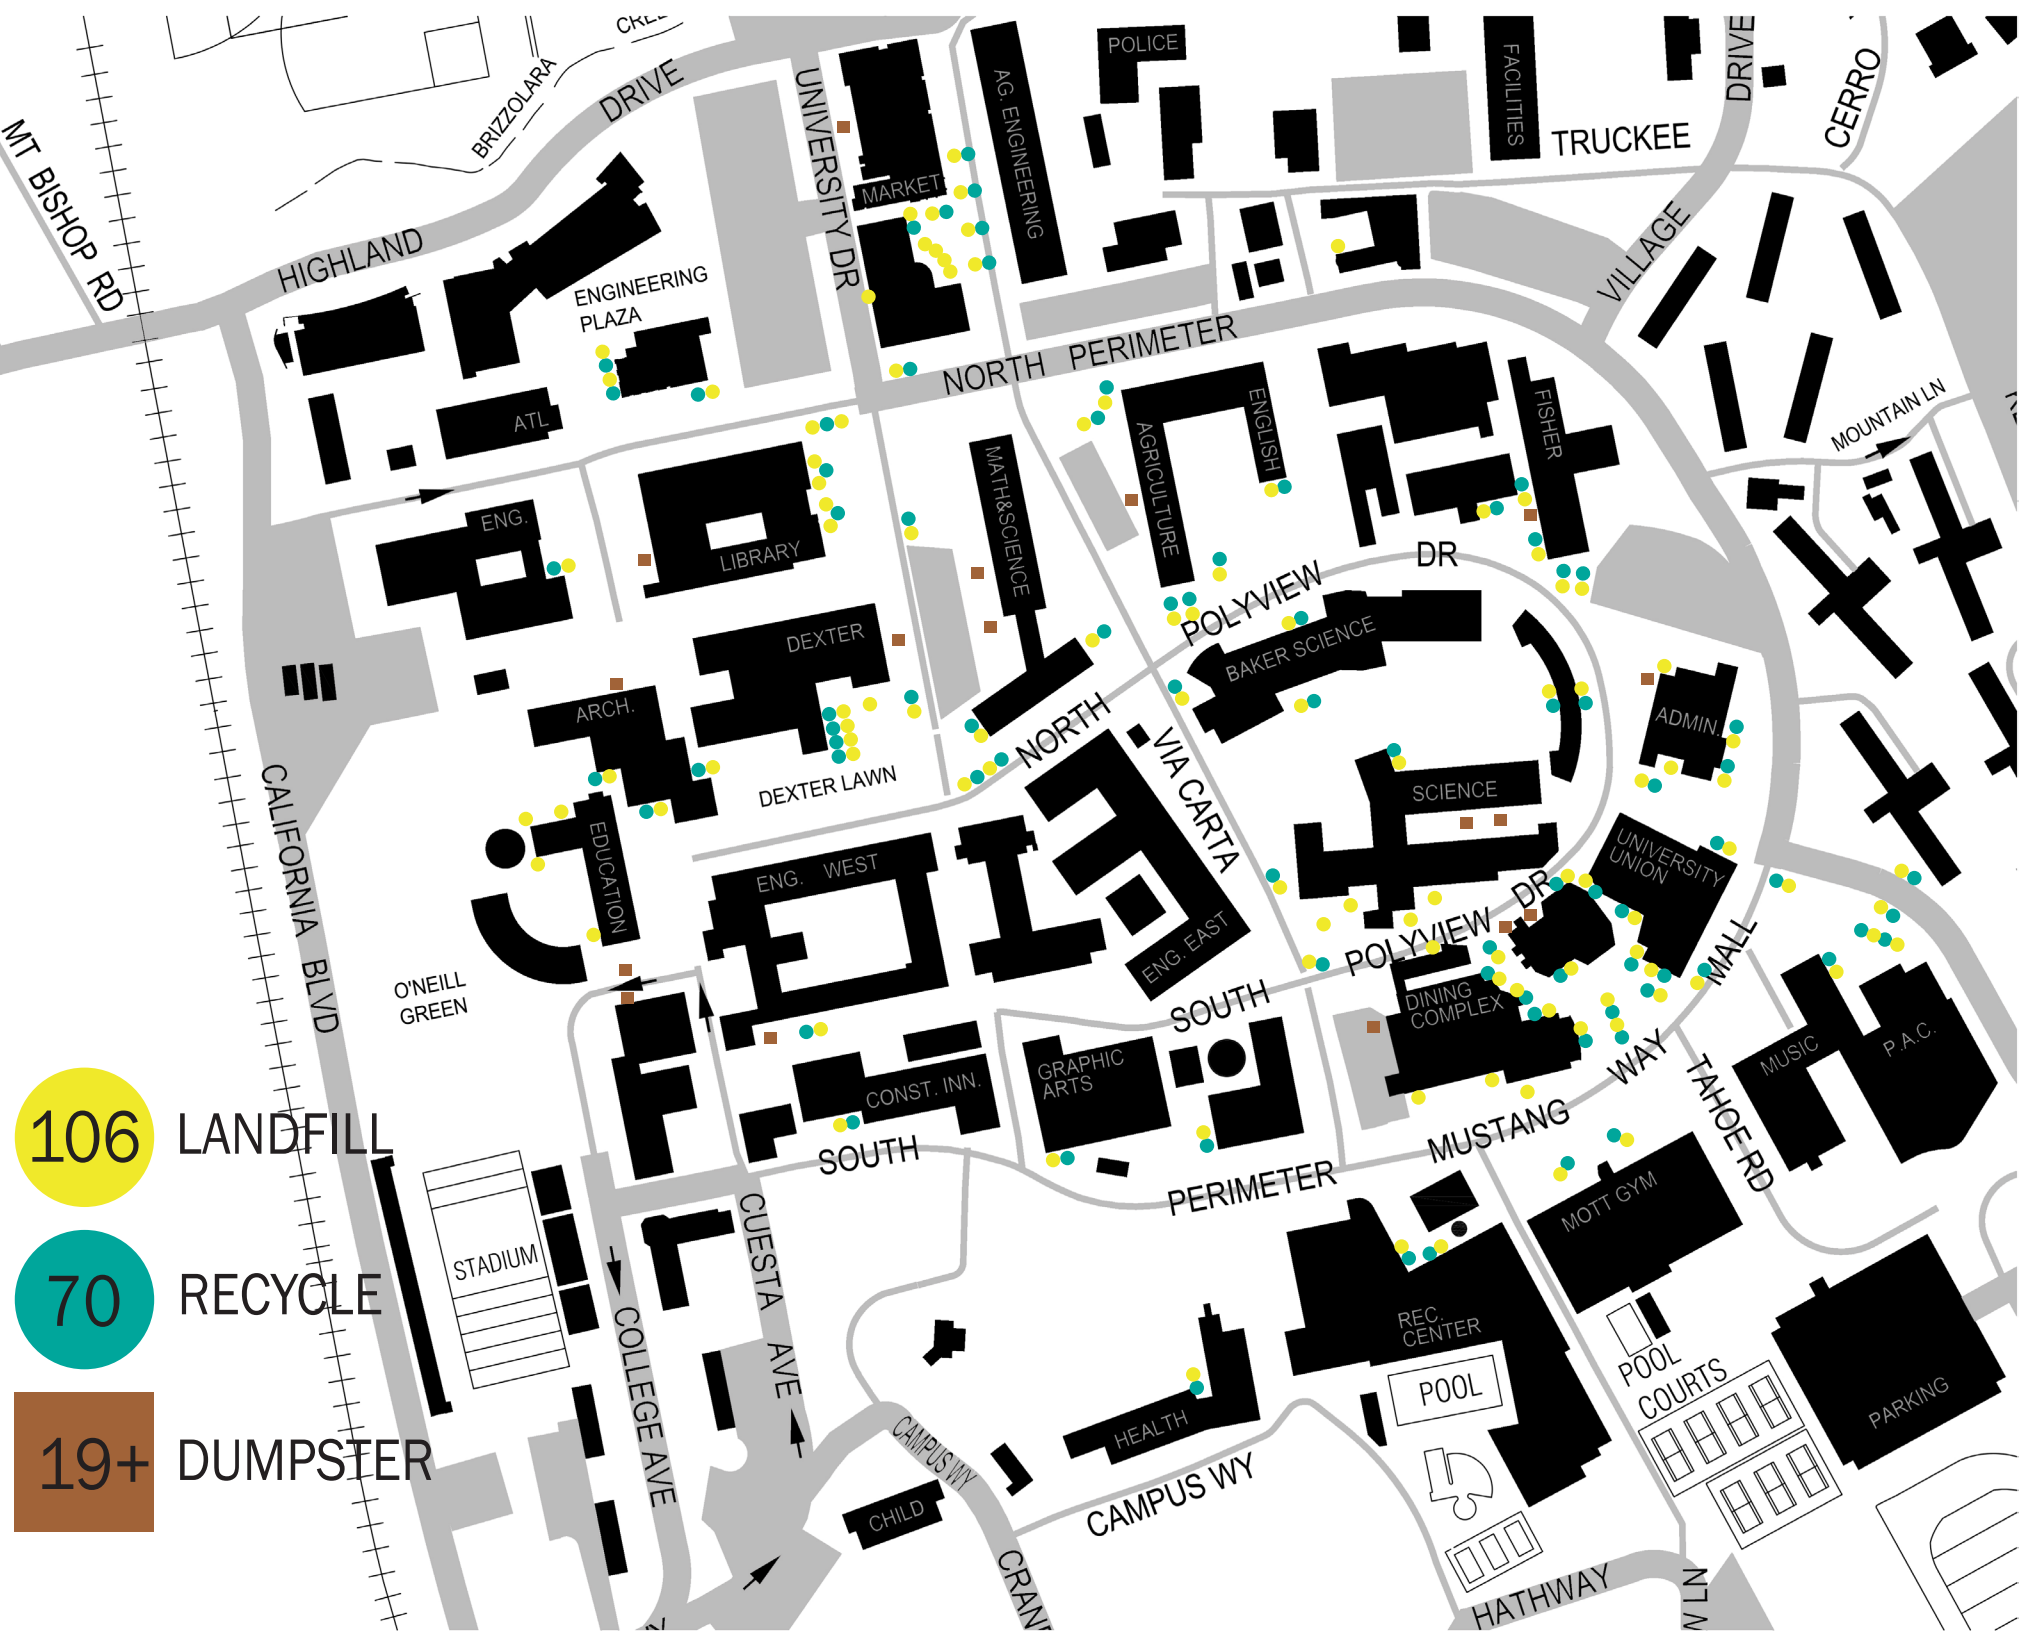 CREE
POLICE
FACILITIES
DRIVE
CERRO
TRUCKEE
MT BISHOP RD
BRIZZOLARA
HIGHLAND DRIVE
UNIVERSITY DR
MARKET
AG. ENGINEERING
VILLAGE
ENGINEERING
PLAZA
NORTH PERIMETER
ATL
ENGLISH
AGRICULTURE
FISHER
MOUNTAIN LN
MATH&SCIENCE
ENG.
LIBRARY
POLYVIEW DR
DEXTER
BAKER SCIENCE
ARCH.
ADMIN.
NORTH
VIA CARTA
DEXTER LAWN
SCIENCE
CALIFORNIA BLVD
EDUCATION
ENG. WEST
UNIVERSITY
UNION
ENG. EAST
SOUTH POLYVIEW DR
O'NEILL
GREEN
DINING
COMPLEX
MUSTANG WAY
MALL
GRAPHIC
ARTS
MUSIC
P.A.C.
CONST. INN.
TAHOE RD
106 LANDFILL
SOUTH PERIMETER
MOTT GYM
STADIUM
CUESTA AVE
70 RECYCLE
COLLEGE AVE
REC.
CENTER
POOL
POOL
COURTS
PARKING
HEALTH
19+ DUMPSTER
CAMPUS WY
CAMPUS WY
CHILD
HATHWAY